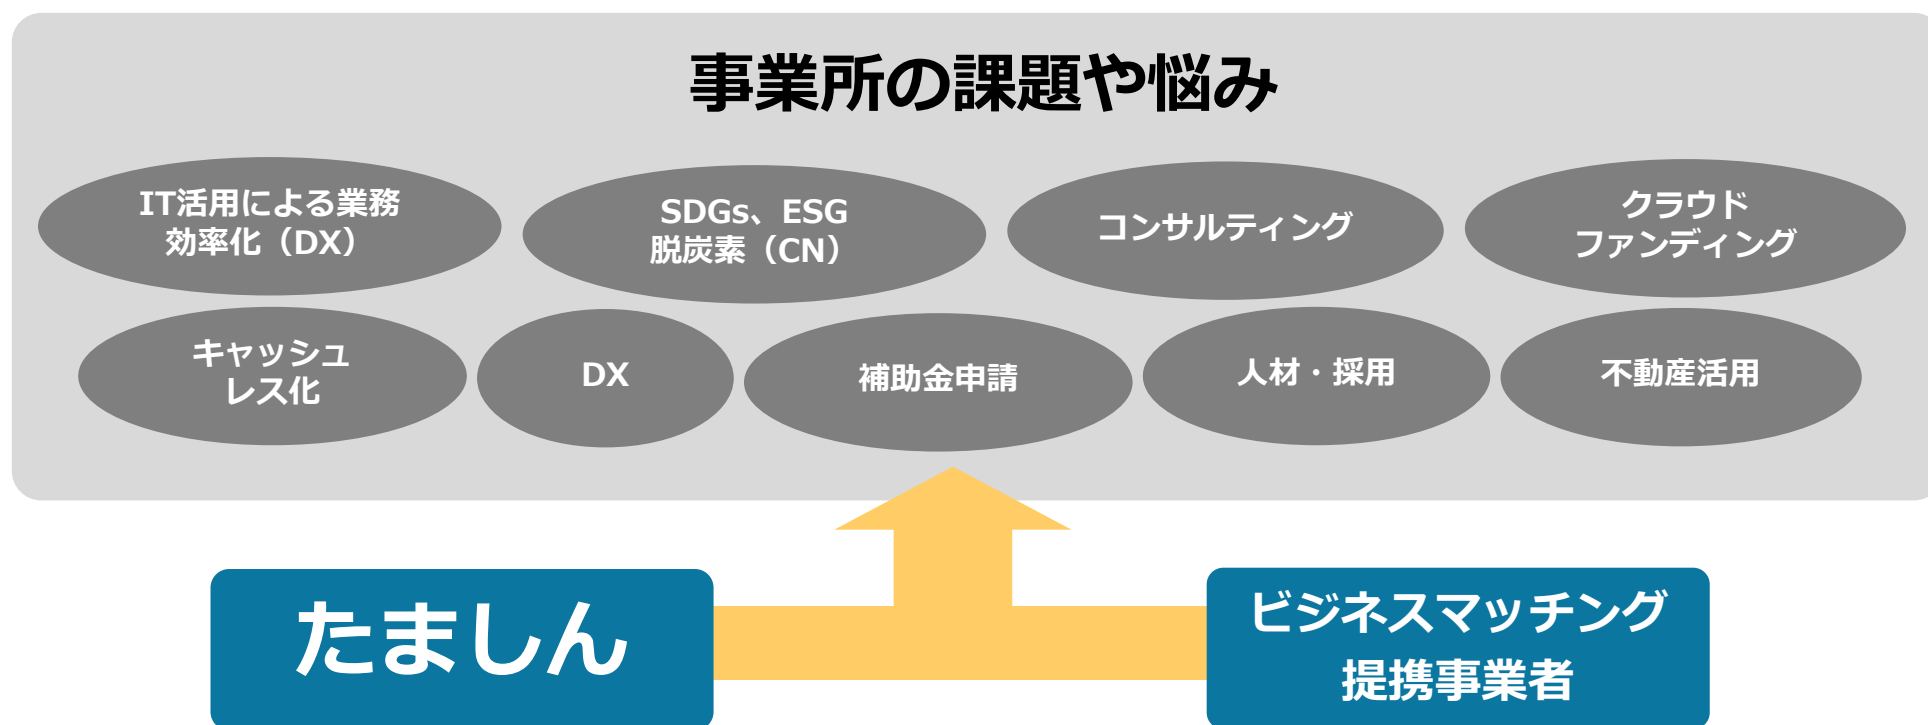 事業所の課題や悩み
IT活用による業務
効率化（DX）
SDGs、ESG
脱炭素（CN）
コンサルティング
クラウド
ファンディング
キャッシュ
レス化
DX
補助金申請
人材・採用
不動産活用
たましん
ビジネスマッチング
提携事業者